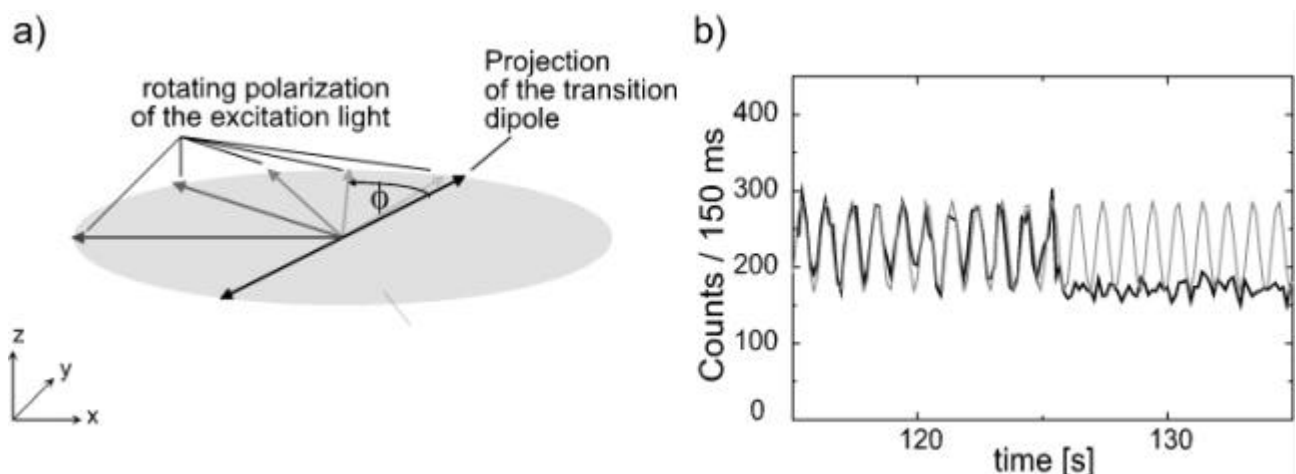 a)
rotating polarization
of the excitation light
Projection
of the transition
dipole
ϕ
z
y
x
b)
Counts / 150 ms
400
300
200
100
0
120
130
time [s]